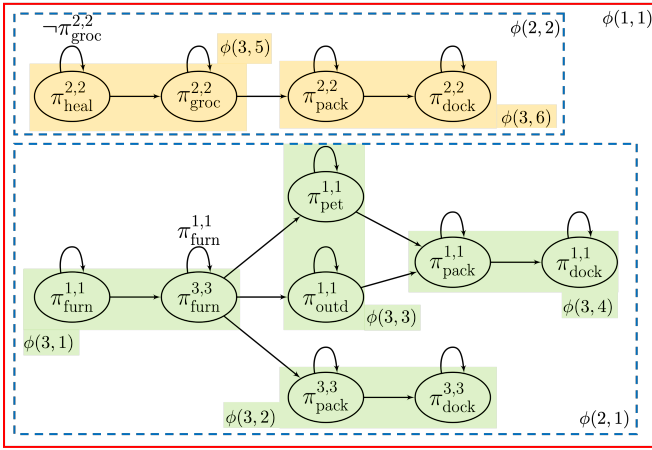 ϕ(1, 1)
ϕ(2, 2)
¬π^{2,2}_{groc}
ϕ(3, 5)
π^{2,2}_{heal} π^{2,2}_{groc} π^{2,2}_{pack} π^{2,2}_{dock}
ϕ(3, 6)
π^{1,1}_{pet}
π^{1,1}_{furn}
π^{1,1}_{pack} π^{1,1}_{dock}
π^{1,1}_{furn} π^{3,3}_{furn} π^{1,1}_{outd}
ϕ(3, 4)
ϕ(3, 3)
ϕ(3, 1)
π^{3,3}_{pack} π^{3,3}_{dock}
ϕ(3, 2)
ϕ(2, 1)